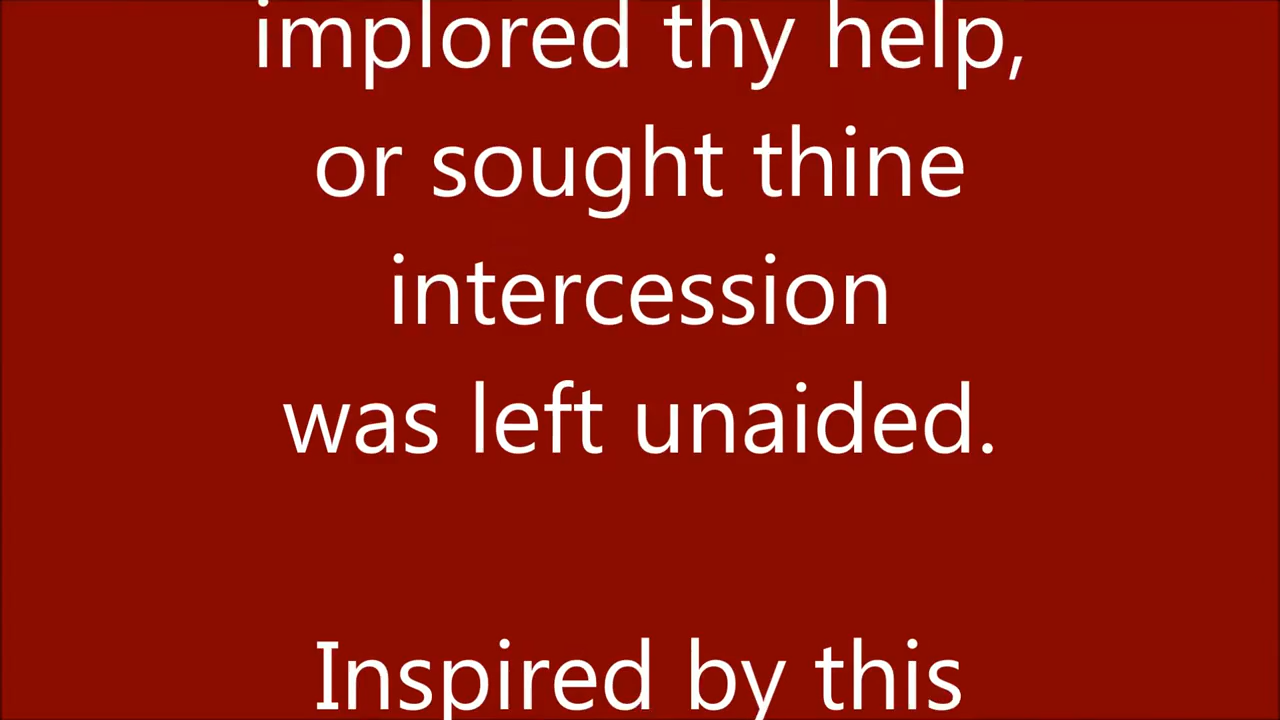 implored thy help,
or sought thine
intercession
was left unaided.
Inspired by this